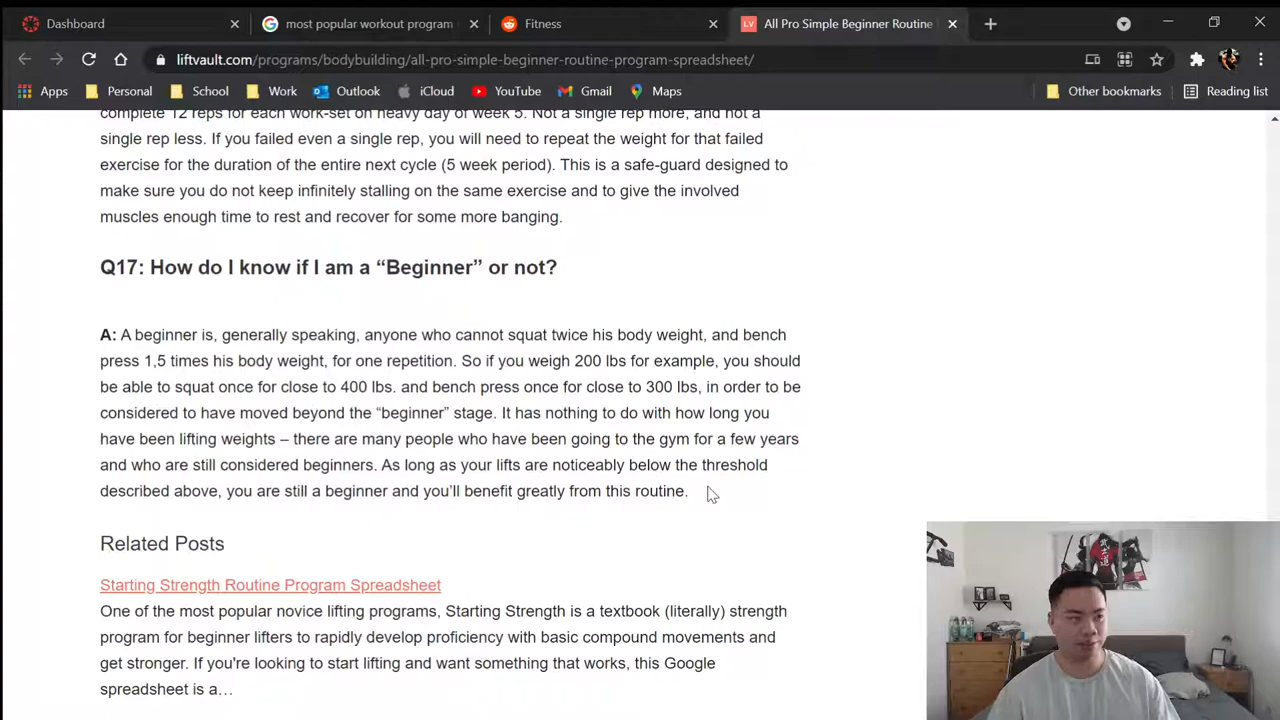 Dashboard
most popular workout program
Fitness
All Pro Simple Beginner Routine
liftvault.com/programs/bodybuilding/all-pro-simple-beginner-routine-program-spreadsheet/
Apps Personal School Work Outlook iCloud YouTube Gmail Maps Other bookmarks Reading list
complete 12 reps for each work-set on heavy day of week 5. Not a single rep more, and not a
single rep less. If you failed even a single rep, you will need to repeat the weight for that failed
exercise for the duration of the entire next cycle (5 week period). This is a safe-guard designed to
make sure you do not keep infinitely stalling on the same exercise and to give the involved
muscles enough time to rest and recover for some more banging.
Q17: How do I know if I am a “Beginner” or not?
A: A beginner is, generally speaking, anyone who cannot squat twice his body weight, and bench
press 1,5 times his body weight, for one repetition. So if you weigh 200 lbs for example, you should
be able to squat once for close to 400 lbs. and bench press once for close to 300 lbs, in order to be
considered to have moved beyond the “beginner” stage. It has nothing to do with how long you
have been lifting weights – there are many people who have been going to the gym for a few years
and who are still considered beginners. As long as your lifts are noticeably below the threshold
described above, you are still a beginner and you’ll benefit greatly from this routine.
Related Posts
Starting Strength Routine Program Spreadsheet
One of the most popular novice lifting programs, Starting Strength is a textbook (literally) strength
program for beginner lifters to rapidly develop proficiency with basic compound movements and
get stronger. If you're looking to start lifting and want something that works, this Google
spreadsheet is a…